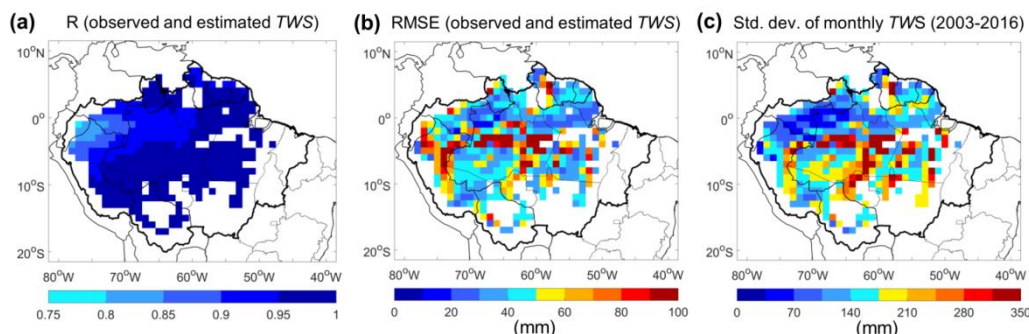 (a) R (observed and estimated TWS)
(b) RMSE (observed and estimated TWS)
(c) Std. dev. of monthly TWS (2003-2016)
10°N
0°
10°S
20°S
80°W 70°W 60°W 50°W 40°W
0.75 0.8 0.85 0.9 0.95 1
10°N
0°
10°S
20°S
80°W 70°W 60°W 50°W 40°W
0 20 40 60 80 100
(mm)
10°N
0°
10°S
20°S
80°W 70°W 60°W 50°W 40°W
0 70 140 210 280 350
(mm)